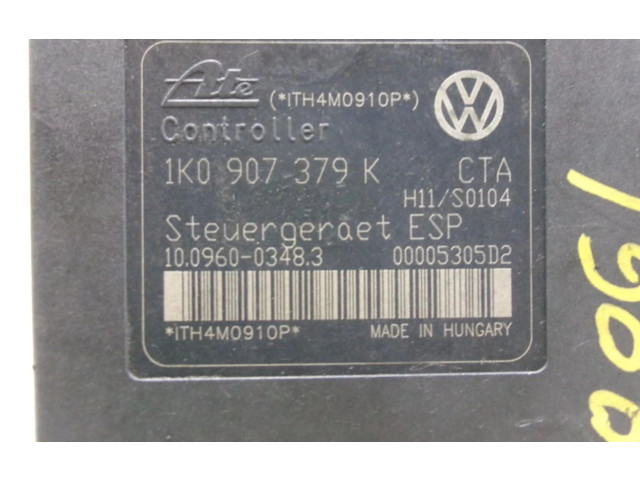 Ate (*ITH4M0910P*)
Controller
1K0 907 379 K CTA
H11/S0104
Steuergeraet ESP
10.0960-0348.3 00005305D2
*ITH4M0910P* MADE IN HUNGARY